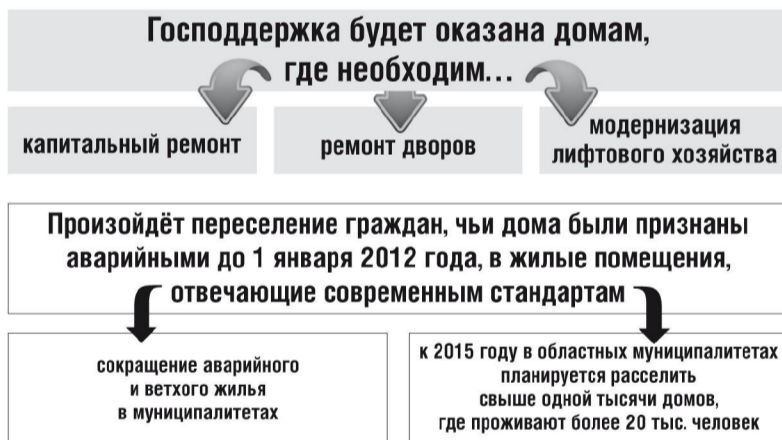 Господдержка будет оказана домам,
где необходим...
капитальный ремонт
ремонт дворов
модернизация
лифтового хозяйства
Произойдёт переселение граждан, чьи дома были признаны
аварийными до 1 января 2012 года, в жилые помещения,
отвечающие современным стандартам
сокращение аварийного
и ветхого жилья
в муниципалитетах
к 2015 году в областных муниципалитетах
планируется расселить
свыше одной тысячи домов,
где проживают более 20 тыс. человек